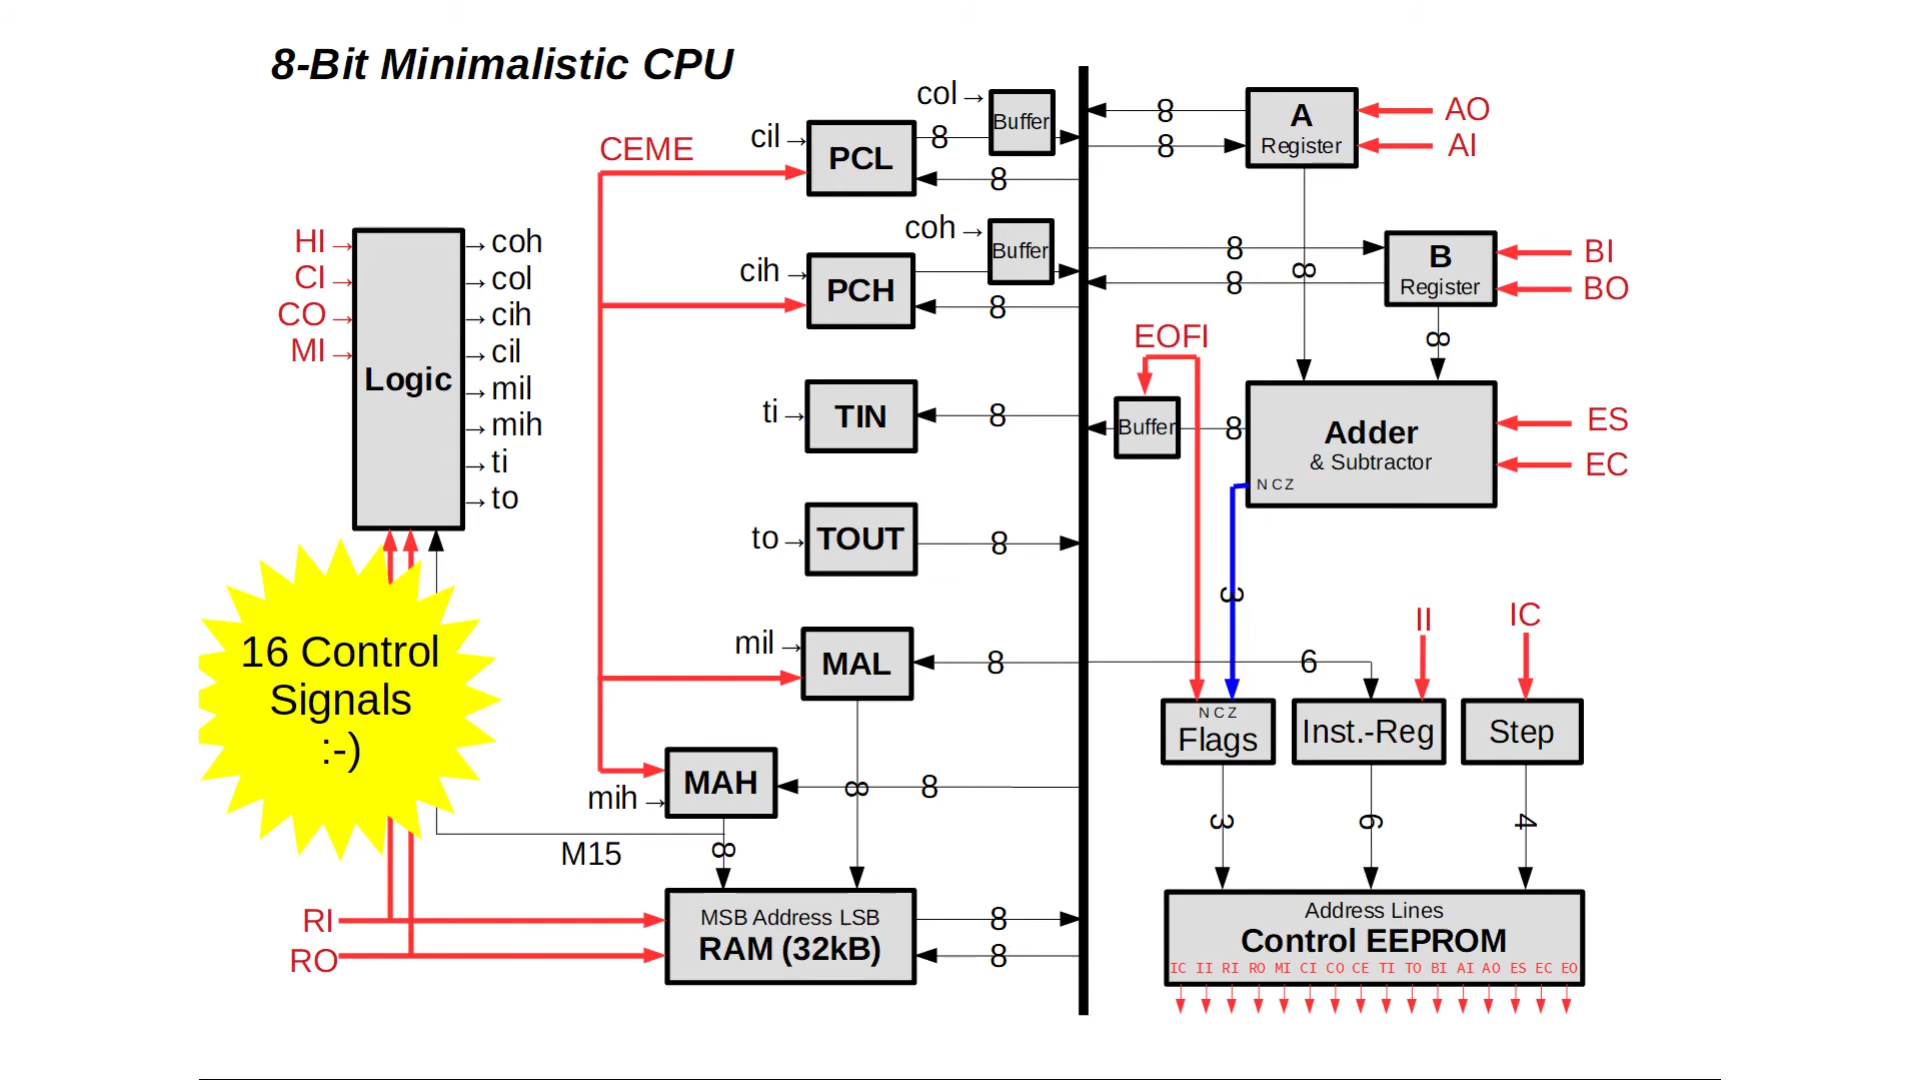 8-Bit Minimalistic CPU
HI→
CI→
CO→
MI→
Logic
→coh
→col
→cih
→cil
→mil
→mih
→ti
→to
16 Control
Signals
:-)
M15
RI
RO
CEME
cil→
PCL
8
col→
Buffer
8
cih→
PCH
coh→
Buffer
8
ti→
TIN
8
to→
TOUT
8
mil→
MAL
8
8
mih→
MAH
8
8
MSB Address LSB
RAM (32kB)
8
8
8
8
A
Register
AO
AI
8
8
8
B
Register
BI
BO
8
EOFI
Buffer
8
Adder
& Subtractor
N C Z
ES
EC
3
6
II
IC
N C Z
Flags
Inst.-Reg
Step
3
6
4
Address Lines
Control EEPROM
IC II RI RO MI CI CO CE TI TO BI AI AO ES EC EO